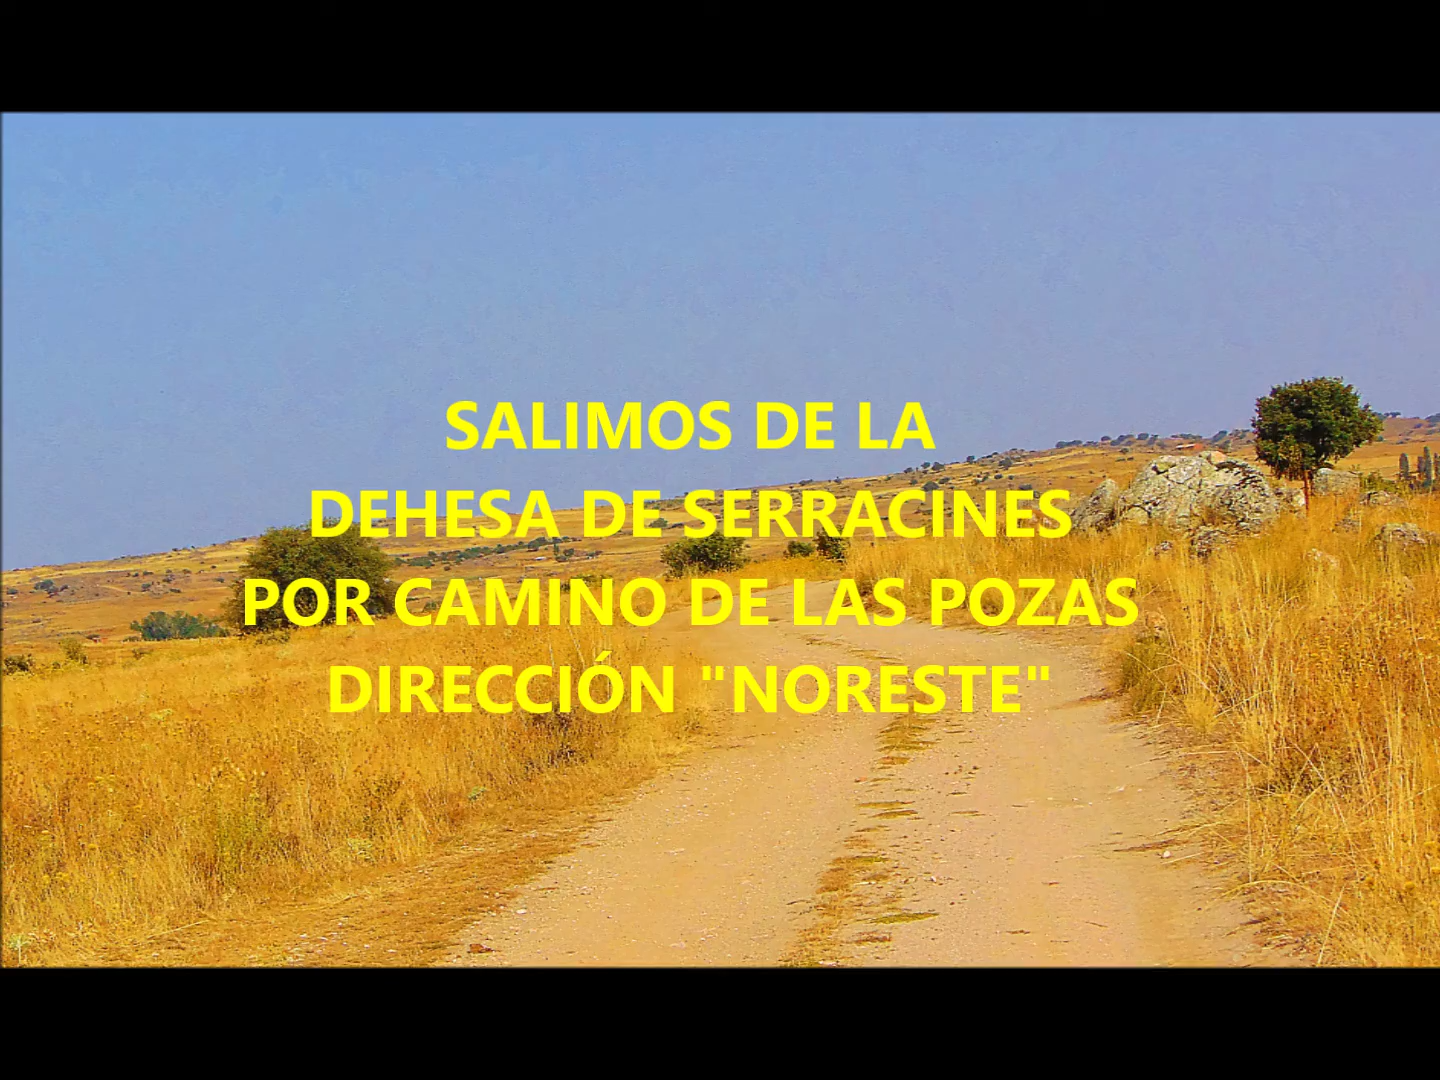 SALIMOS DE LA
DEHESA DE SERRACINES
POR CAMINO DE LAS POZAS
DIRECCIÓN "NORESTE"